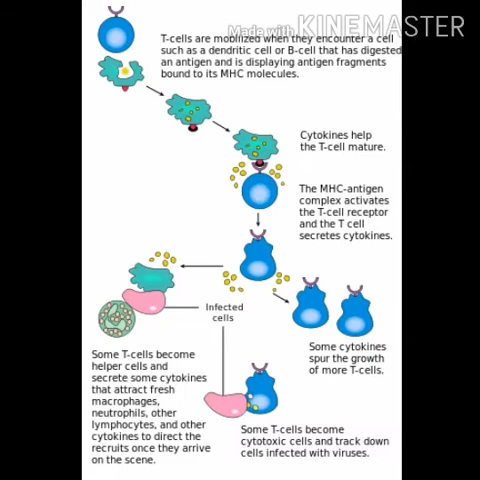 Made with KINEMASTER
T-cells are mobilized when they encounter a cell
such as a dendritic cell or B-cell that has digested
an antigen and is displaying antigen fragments
bound to its MHC molecules.
Cytokines help
the T-cell mature.
The MHC-antigen
complex activates
the T-cell receptor
and the T cell
secretes cytokines.
Infected
cells
Some cytokines
spur the growth
of more T-cells.
Some T-cells become
helper cells and
secrete some cytokines
that attract fresh
macrophages,
neutrophils, other
lymphocytes, and other
cytokines to direct the
recruits once they arrive
on the scene.
Some T-cells become
cytotoxic cells and track down
cells infected with viruses.